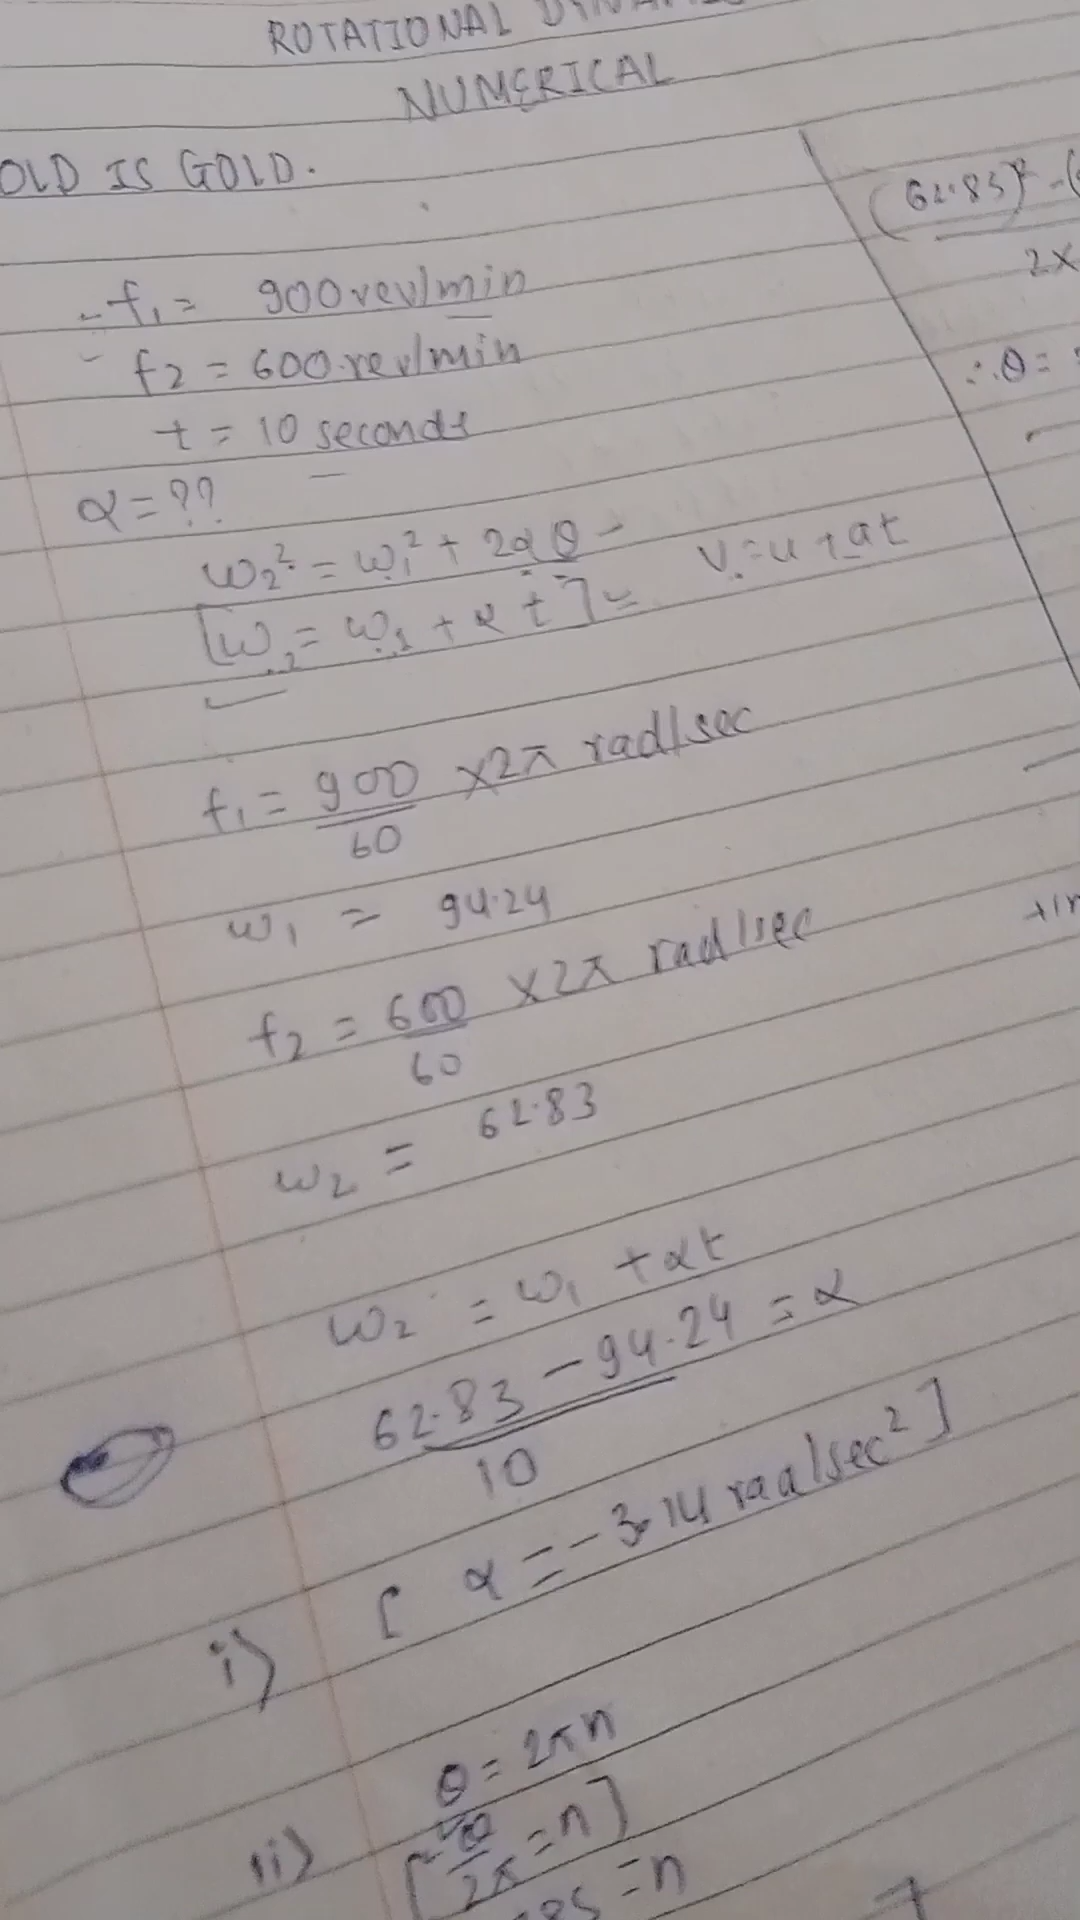 ROTATIONAL
NUMERICAL
OLD IS GOLD.
f₁ = 900 rev/min
f₂ = 600 rev/min
t = 10 seconds
α = ??
ω₂² = ω₁² + 2αθ
[ω₂ = ω₁ + αt] v = u + at
f₁ = 900/60 × 2π rad/sec
ω₁ = 94.24
f₂ = 600/60 × 2π rad/sec
ω₂ = 62.83
ω₂ = ω₁ + αt
62.83 - 94.24 / 10 = α
i) [α = -3.14 rad/sec²]
ii) θ = 2πn
[θ/2π = n]
= n
(62.83)² - (
2×
∴ θ =